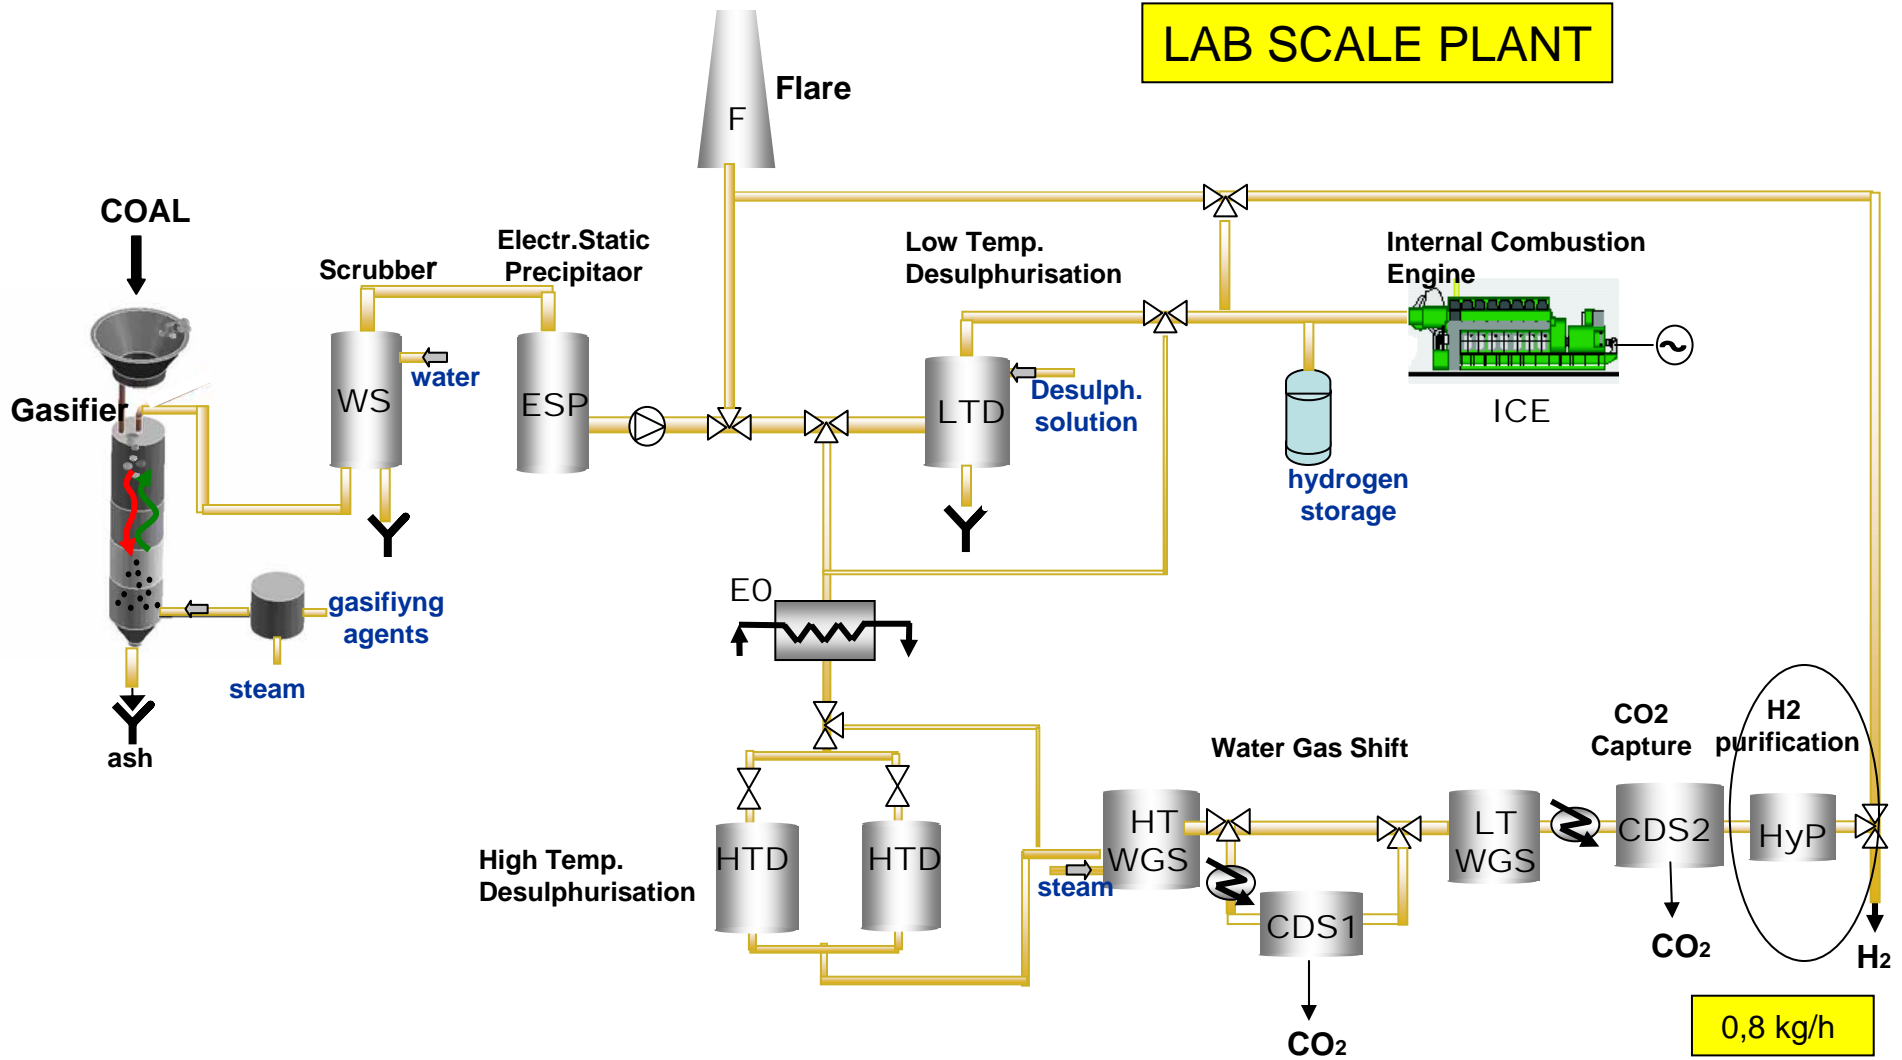 LAB SCALE PLANT
Flare
F
COAL
Electr.Static
Precipitaor
Scrubber
Low Temp.
Desulphurisation
Internal Combustion
Engine
Gasifier
WS
water
ESP
LTD
Desulph.
solution
ICE
hydrogen
storage
E0
gasifiyng
agents
steam
ash
Water Gas Shift
CO2
Capture
H2
purification
High Temp.
Desulphurisation
HTD
HTD
HT
WGS
steam
LT
WGS
CDS2
HyP
CDS1
CO2
H2
CO2
0,8 kg/h